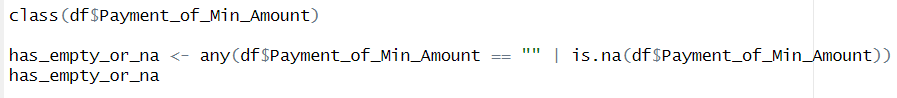 class(df$Payment_of_Min_Amount)
has_empty_or_na <- any(df$Payment_of_Min_Amount == "" | is.na(df$Payment_of_Min_Amount))
has_empty_or_na